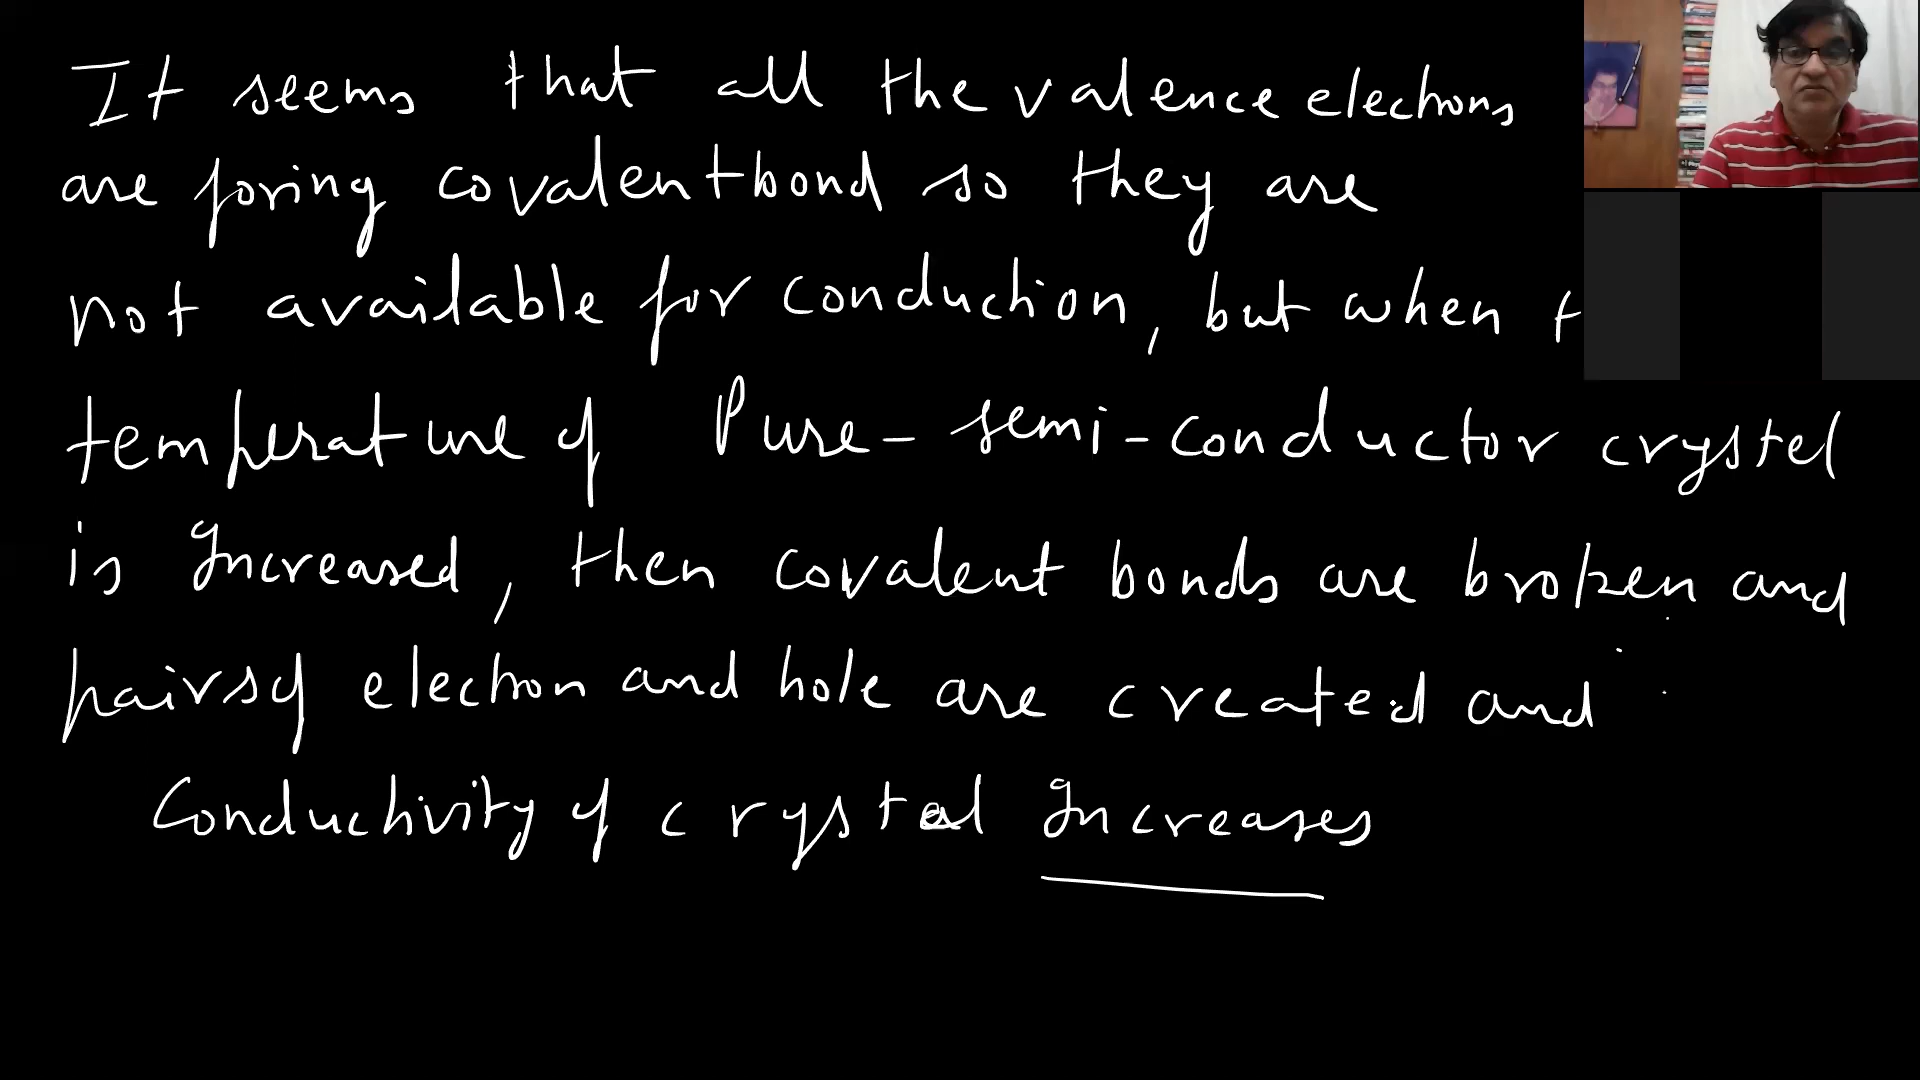 It seems that all the valence electrons
are foring covalent bond so they are
not available for conduction, but when t
temperature of Pure-semi-conductor crystel
is Increased, then covalent bonds are broken and
pairs of electron and hole are created and
Conductivity of crystal Increases